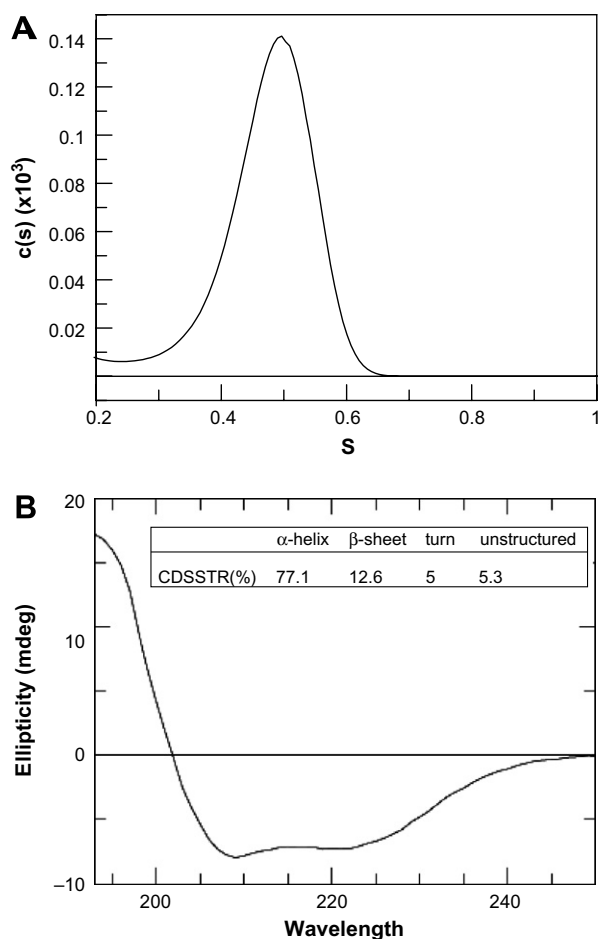 A
c(s) (x10³)
0.14
0.12
0.1
0.08
0.06
0.04
0.02
0.2 0.4 0.6 0.8 1
S
B
Ellipticity (mdeg)
20
10
0
–10
α-helix β-sheet turn unstructured
CDSSTR(%) 77.1 12.6 5 5.3
200 220 240
Wavelength